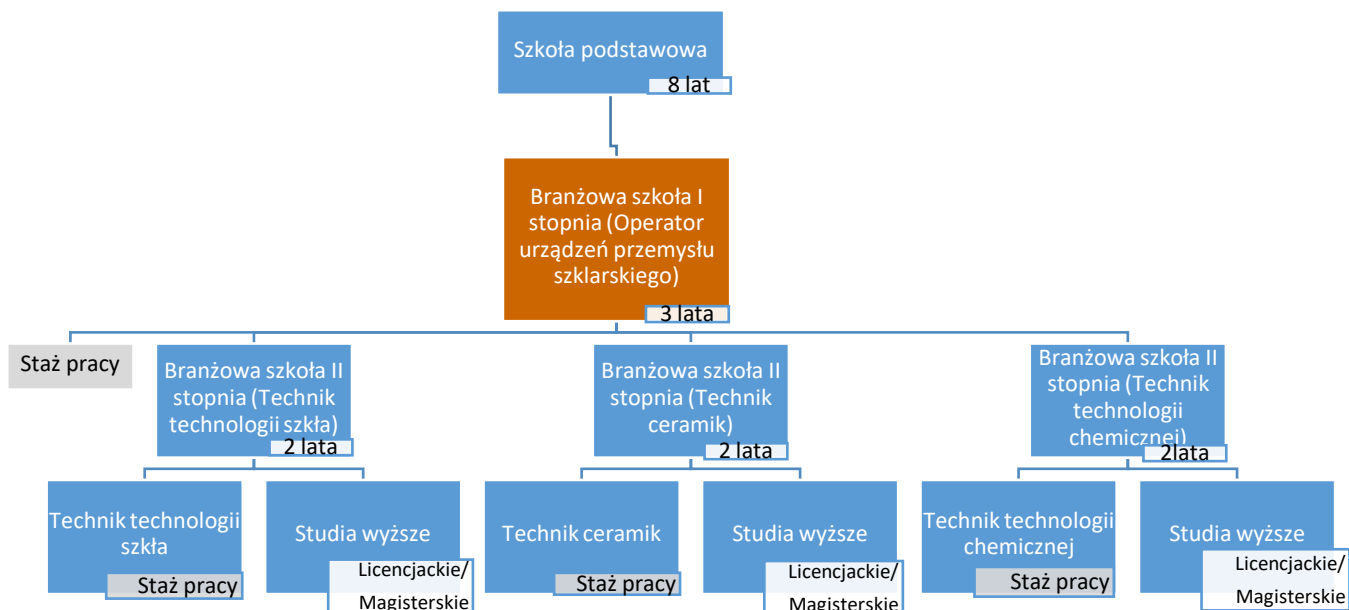 Szkoła podstawowa
8 lat
Branżowa szkoła I
stopnia (Operator
urządzeń przemysłu
szklarskiego)
3 lata
Staż pracy
Branżowa szkoła II
stopnia (Technik
technologii szkła)
2 lata
Branżowa szkoła II
stopnia (Technik
ceramik)
2 lata
Branżowa szkoła II
stopnia (Technik
technologii
chemicznej)
2lata
Technik technologii
szkła
Staż pracy
Studia wyższe
Licencjackie/
Magisterskie
Technik ceramik
Staż pracy
Studia wyższe
Licencjackie/
Magisterskie
Technik technologii
chemicznej
Staż pracy
Studia wyższe
Licencjackie/
Magisterskie